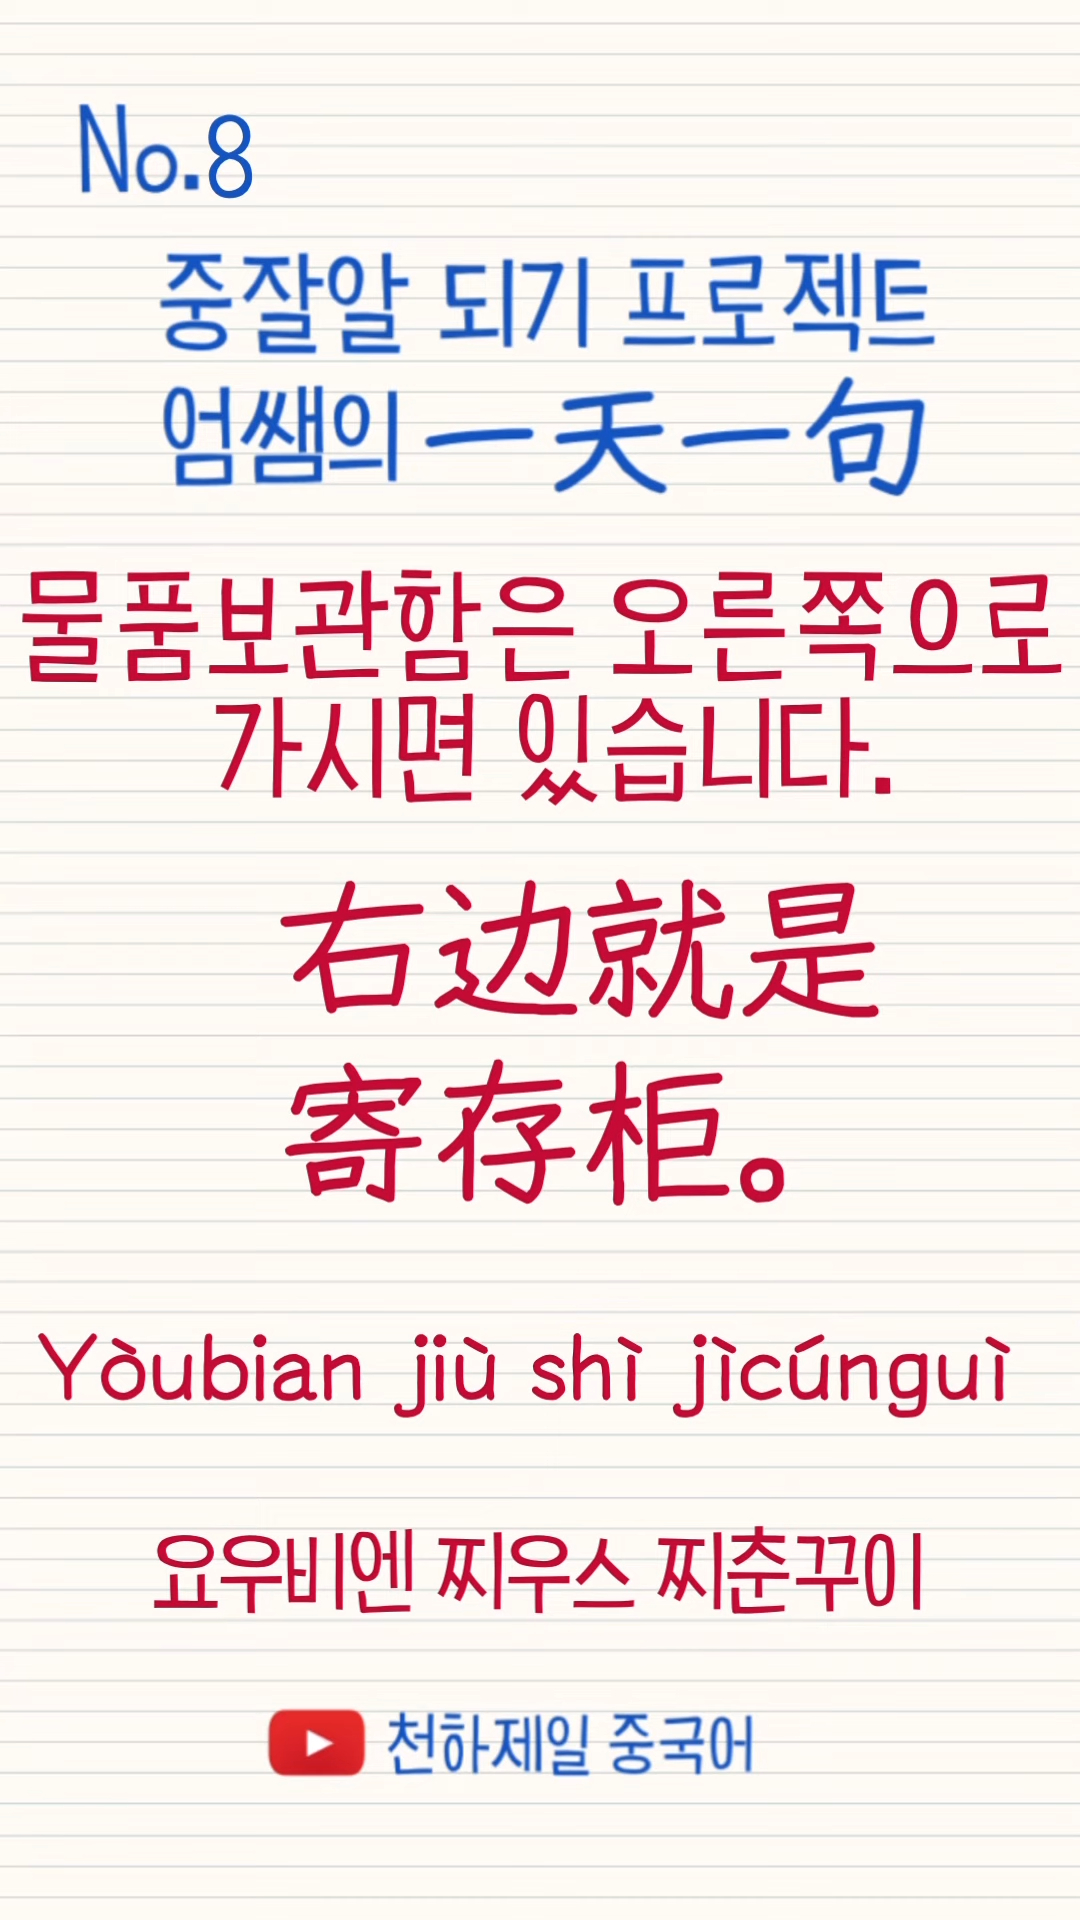 No.8
중잘알 되기 프로젝트
엄쌤의 一天一句
물품보관함은 오른쪽으로
가시면 있습니다.
右边就是
寄存柜。
Yòubian jiù shì jìcúnguì
요우비엔 찌우스 찌춘꾸이
천하제일 중국어